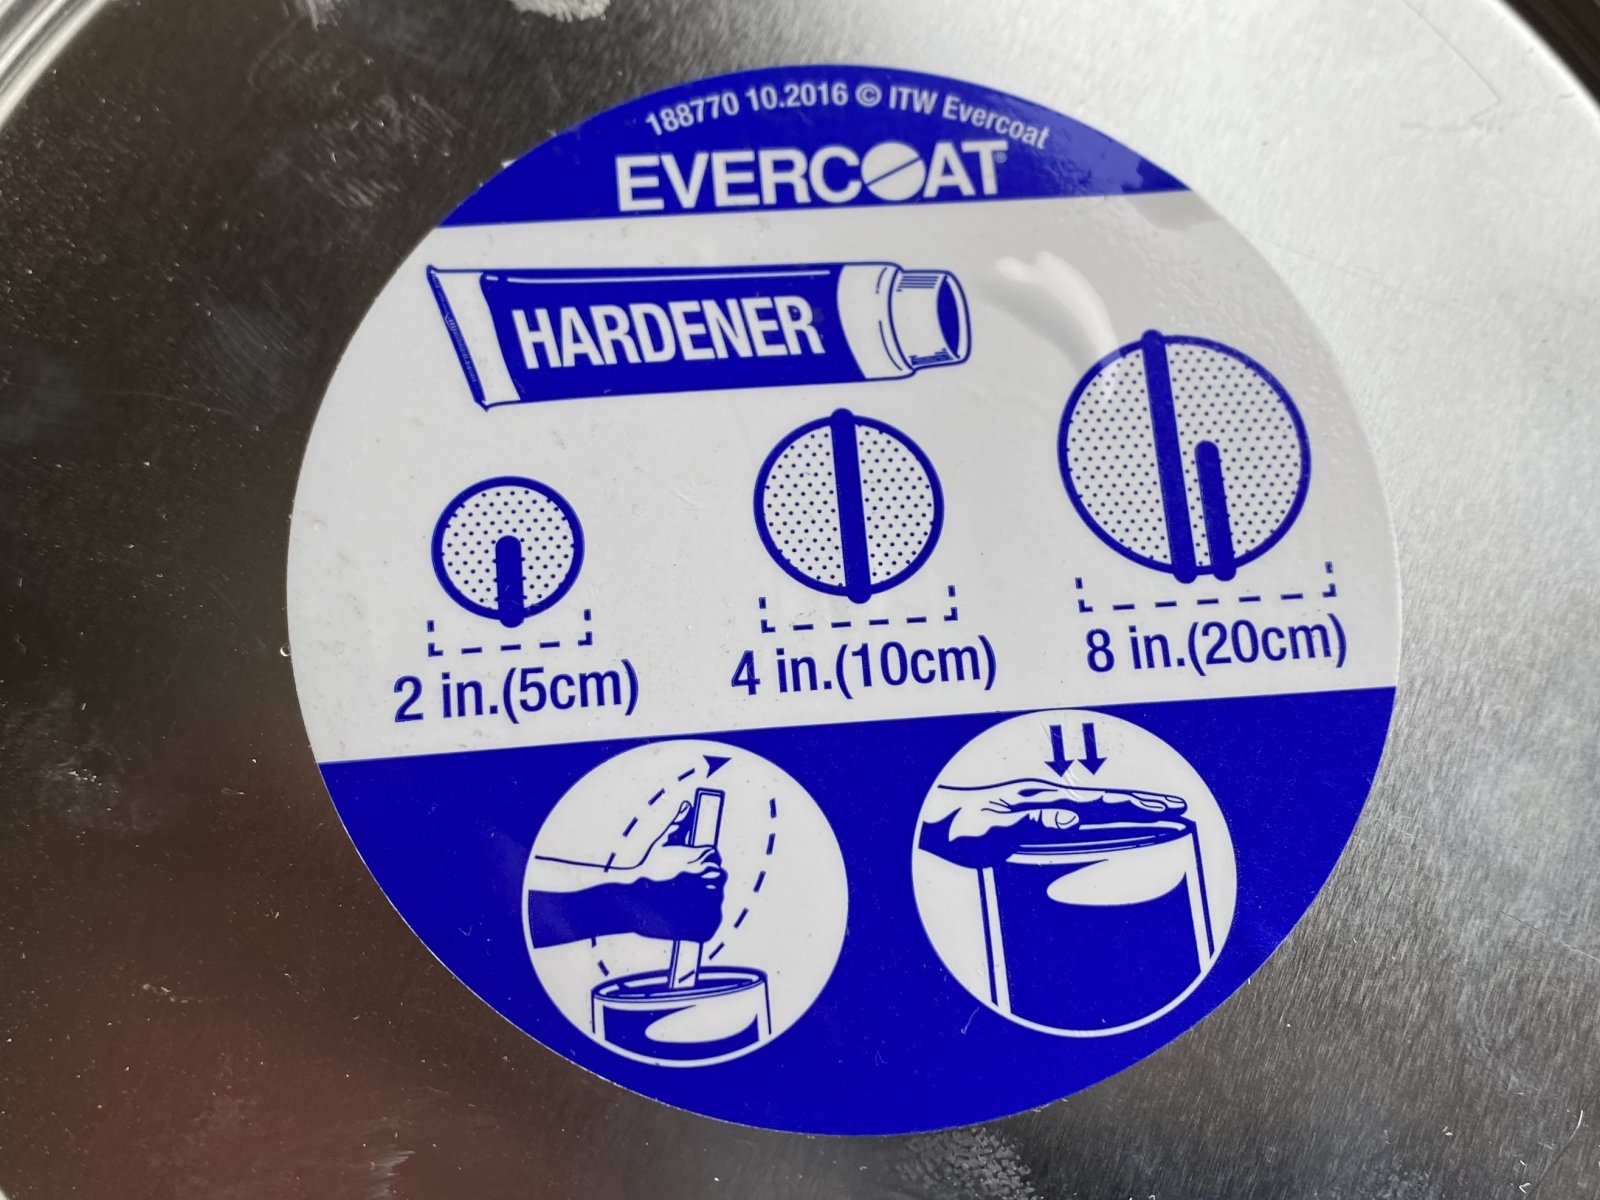 188770 10.2016 © ITW Evercoat
EVERCOAT®
HARDENER
2 in.(5cm)
4 in.(10cm)
8 in.(20cm)